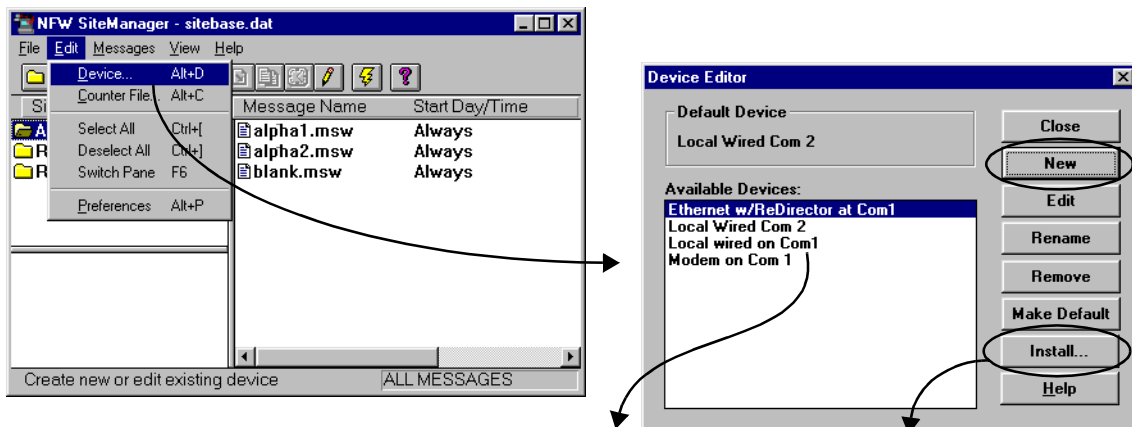 NFW SiteManager - sitebase.dat
File Edit Messages View Help
Device... Alt+D
Counter File... Alt+C
Select All Ctrl+[
Deselect All Ctrl+]
Switch Pane F6
Preferences Alt+P
Si
A
R
R
Message Name Start Day/Time
alpha1.msw Always
alpha2.msw Always
blank.msw Always
Create new or edit existing device ALL MESSAGES
Device Editor
Default Device
Local Wired Com 2
Available Devices:
Ethernet w/ReDirector at Com1
Local Wired Com 2
Local wired on Com1
Modem on Com 1
Close
New
Edit
Rename
Remove
Make Default
Install...
Help